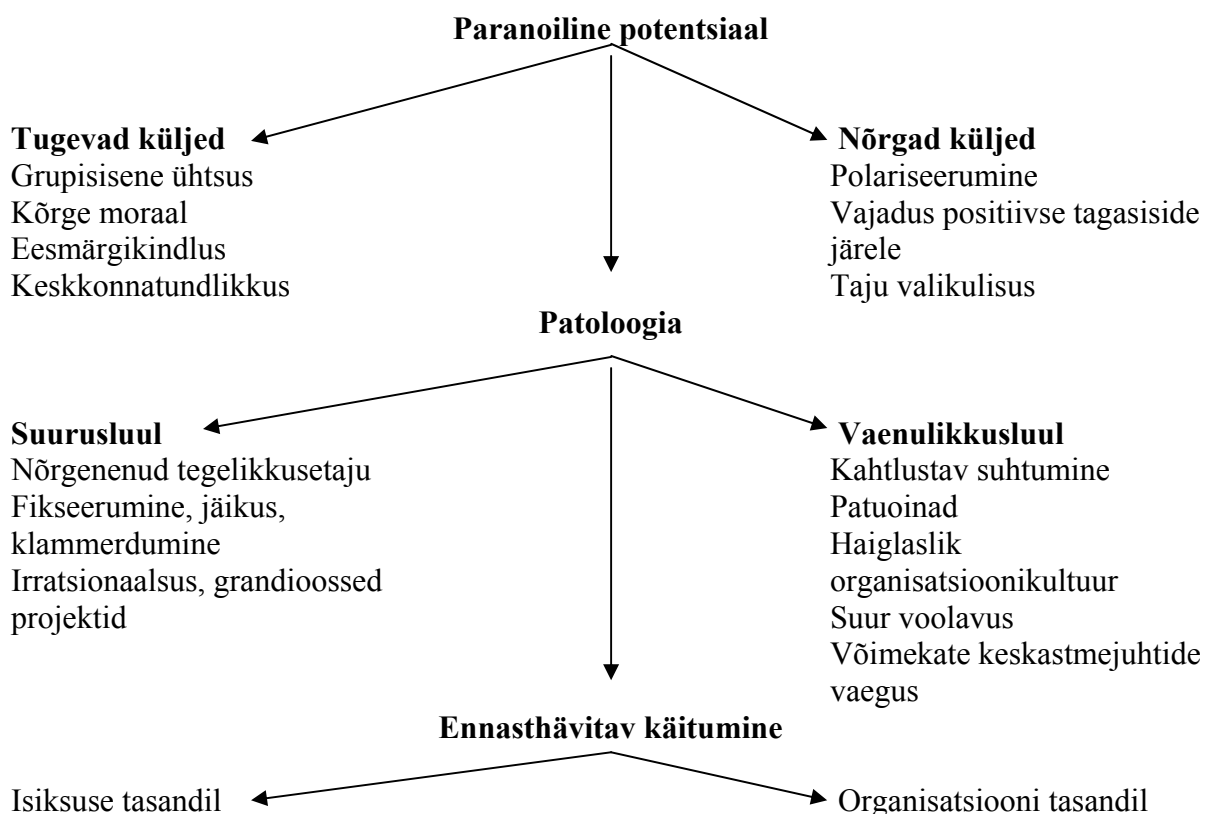 Paranoiline potentsiaal
Tugevad küljed
Grupisisene ühtsus
Kõrge moraal
Eesmärgikindlus
Keskkonnatundlikkus
Nõrgad küljed
Polariseerumine
Vajadus positiivse tagasiside
järele
Taju valikulisus
Patoloogia
Suurusluul
Nõrgenenud tegelikkusetaju
Fikseerumine, jäikus,
klammerdumine
Irratsionaalsus, grandioossed
projektid
Vaenulikkusluul
Kahtlustav suhtumine
Patuoinad
Haiglaslik
organisatsioonikultuur
Suur voolavus
Võimekate keskastmejuhtide
vaegus
Ennasthävitav käitumine
Isiksuse tasandil
Organisatsiooni tasandil